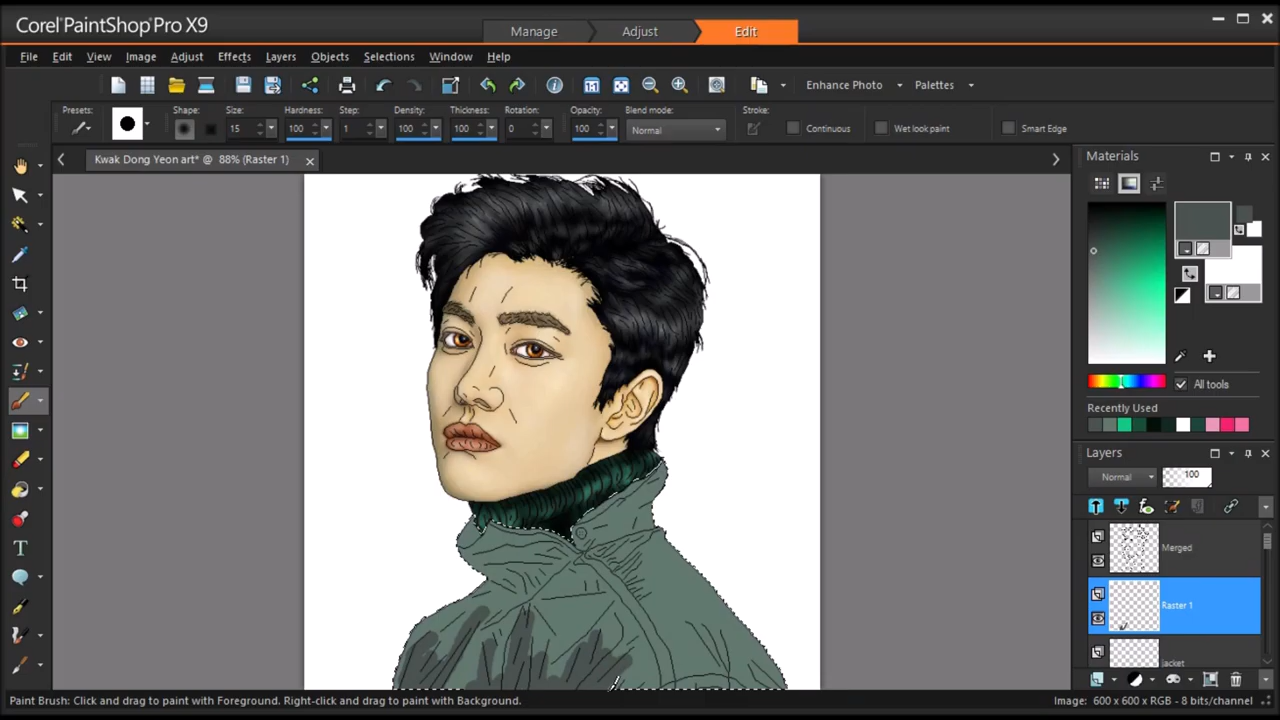 Corel PaintShop Pro X9
Manage Adjust Edit
File Edit View Image Adjust Effects Layers Objects Selections Window Help
Enhance Photo Palettes
Presets: Shape: Size: Hardness: Step: Density: Thickness: Rotation: Opacity: Blend mode: Stroke:
15 100 1 100 100 0 100 Normal Continuous Wet look paint Smart Edge
Kwak Dong Yeon art* @ 88% (Raster 1)
Materials
All tools
Recently Used
Layers
Normal 100
Merged
Raster 1
jacket
Paint Brush: Click and drag to paint with Foreground. Right-click and drag to paint with Background.
Image: 600 x 600 x RGB - 8 bits/channel